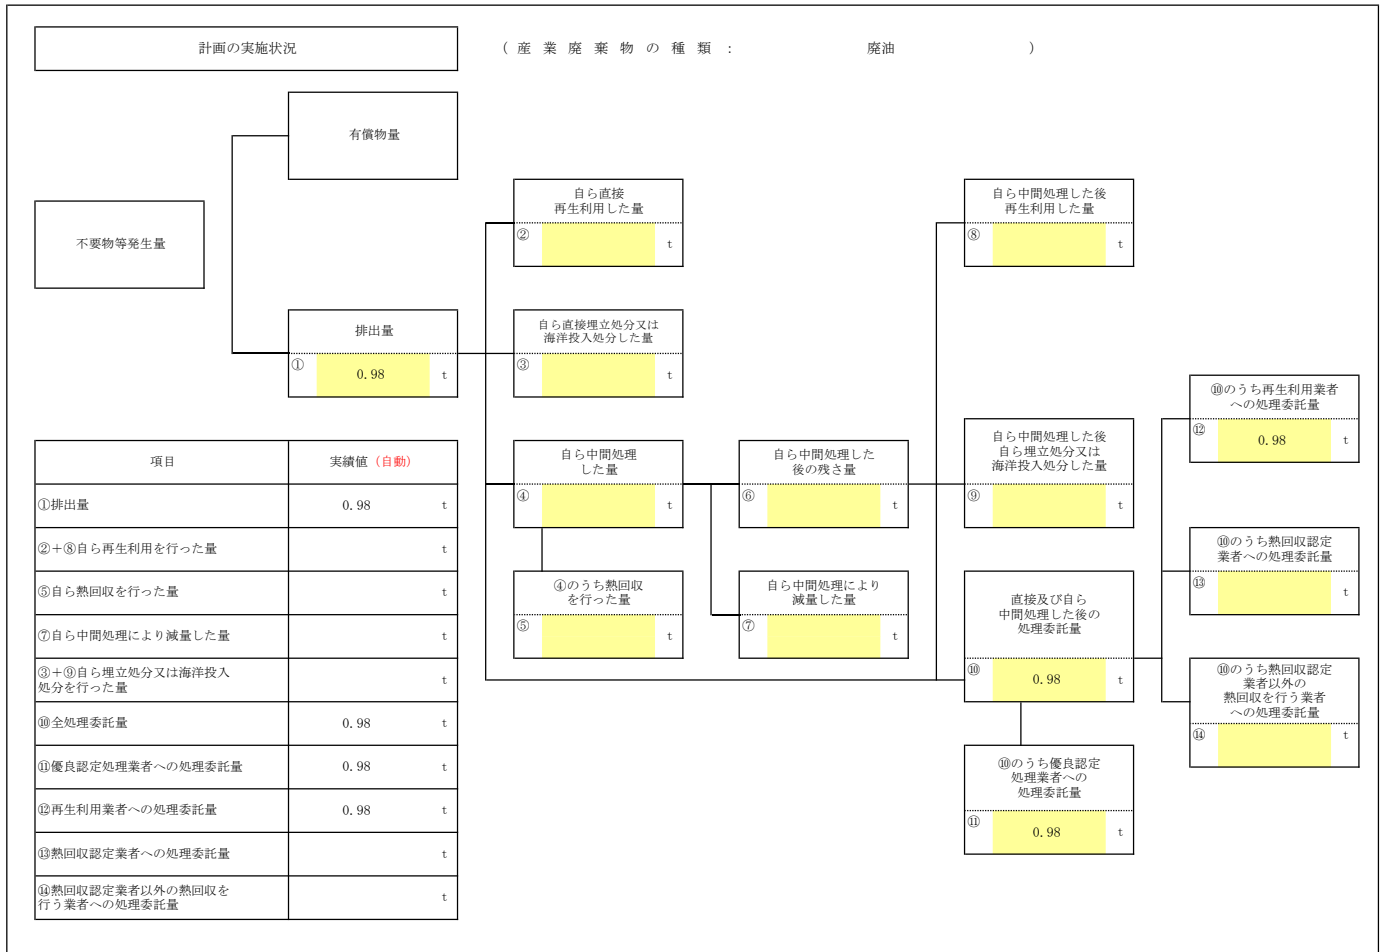 計画の実施状況
(産業廃棄物の種類: 廃油 )
有償物量
不要物等発生量
排出量
① 0.98 t
自ら直接
再生利用した量
② t
自ら直接埋立処分又は
海洋投入処分した量
③ t
自ら中間処理
した量
④ t
④のうち熱回収
を行った量
⑤ t
自ら中間処理した
後の残さ量
⑥ t
自ら中間処理により
減量した量
⑦ t
自ら中間処理した後
再生利用した量
⑧ t
自ら中間処理した後
自ら埋立処分又は
海洋投入処分した量
⑨ t
直接及び自ら
中間処理した後の
処理委託量
⑩ 0.98 t
⑩のうち優良認定
処理業者への
処理委託量
⑪ 0.98 t
⑩のうち再生利用業者
への処理委託量
⑫ 0.98 t
⑩のうち熱回収認定
業者への処理委託量
⑬ t
⑩のうち熱回収認定
業者以外の
熱回収を行う業者
への処理委託量
⑭ t
項目 実績値(自動)
①排出量 0.98 t
②+⑧自ら再生利用を行った量 t
⑤自ら熱回収を行った量 t
⑦自ら中間処理により減量した量 t
③+⑨自ら埋立処分又は海洋投入
処分を行った量 t
⑩全処理委託量 0.98 t
⑪優良認定処理業者への処理委託量 0.98 t
⑫再生利用業者への処理委託量 0.98 t
⑬熱回収認定業者への処理委託量 t
⑭熱回収認定業者以外の熱回収を
行う業者への処理委託量 t